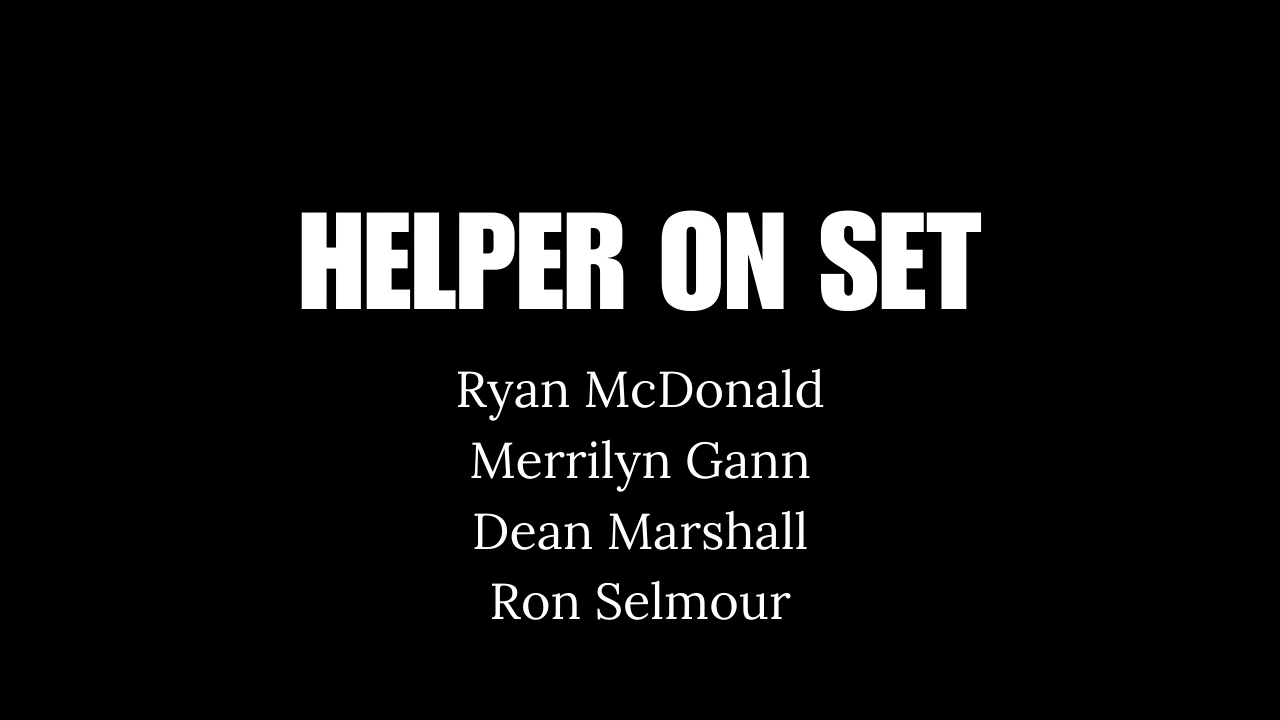 HELPER ON SET
Ryan McDonald
Merrilyn Gann
Dean Marshall
Ron Selmour